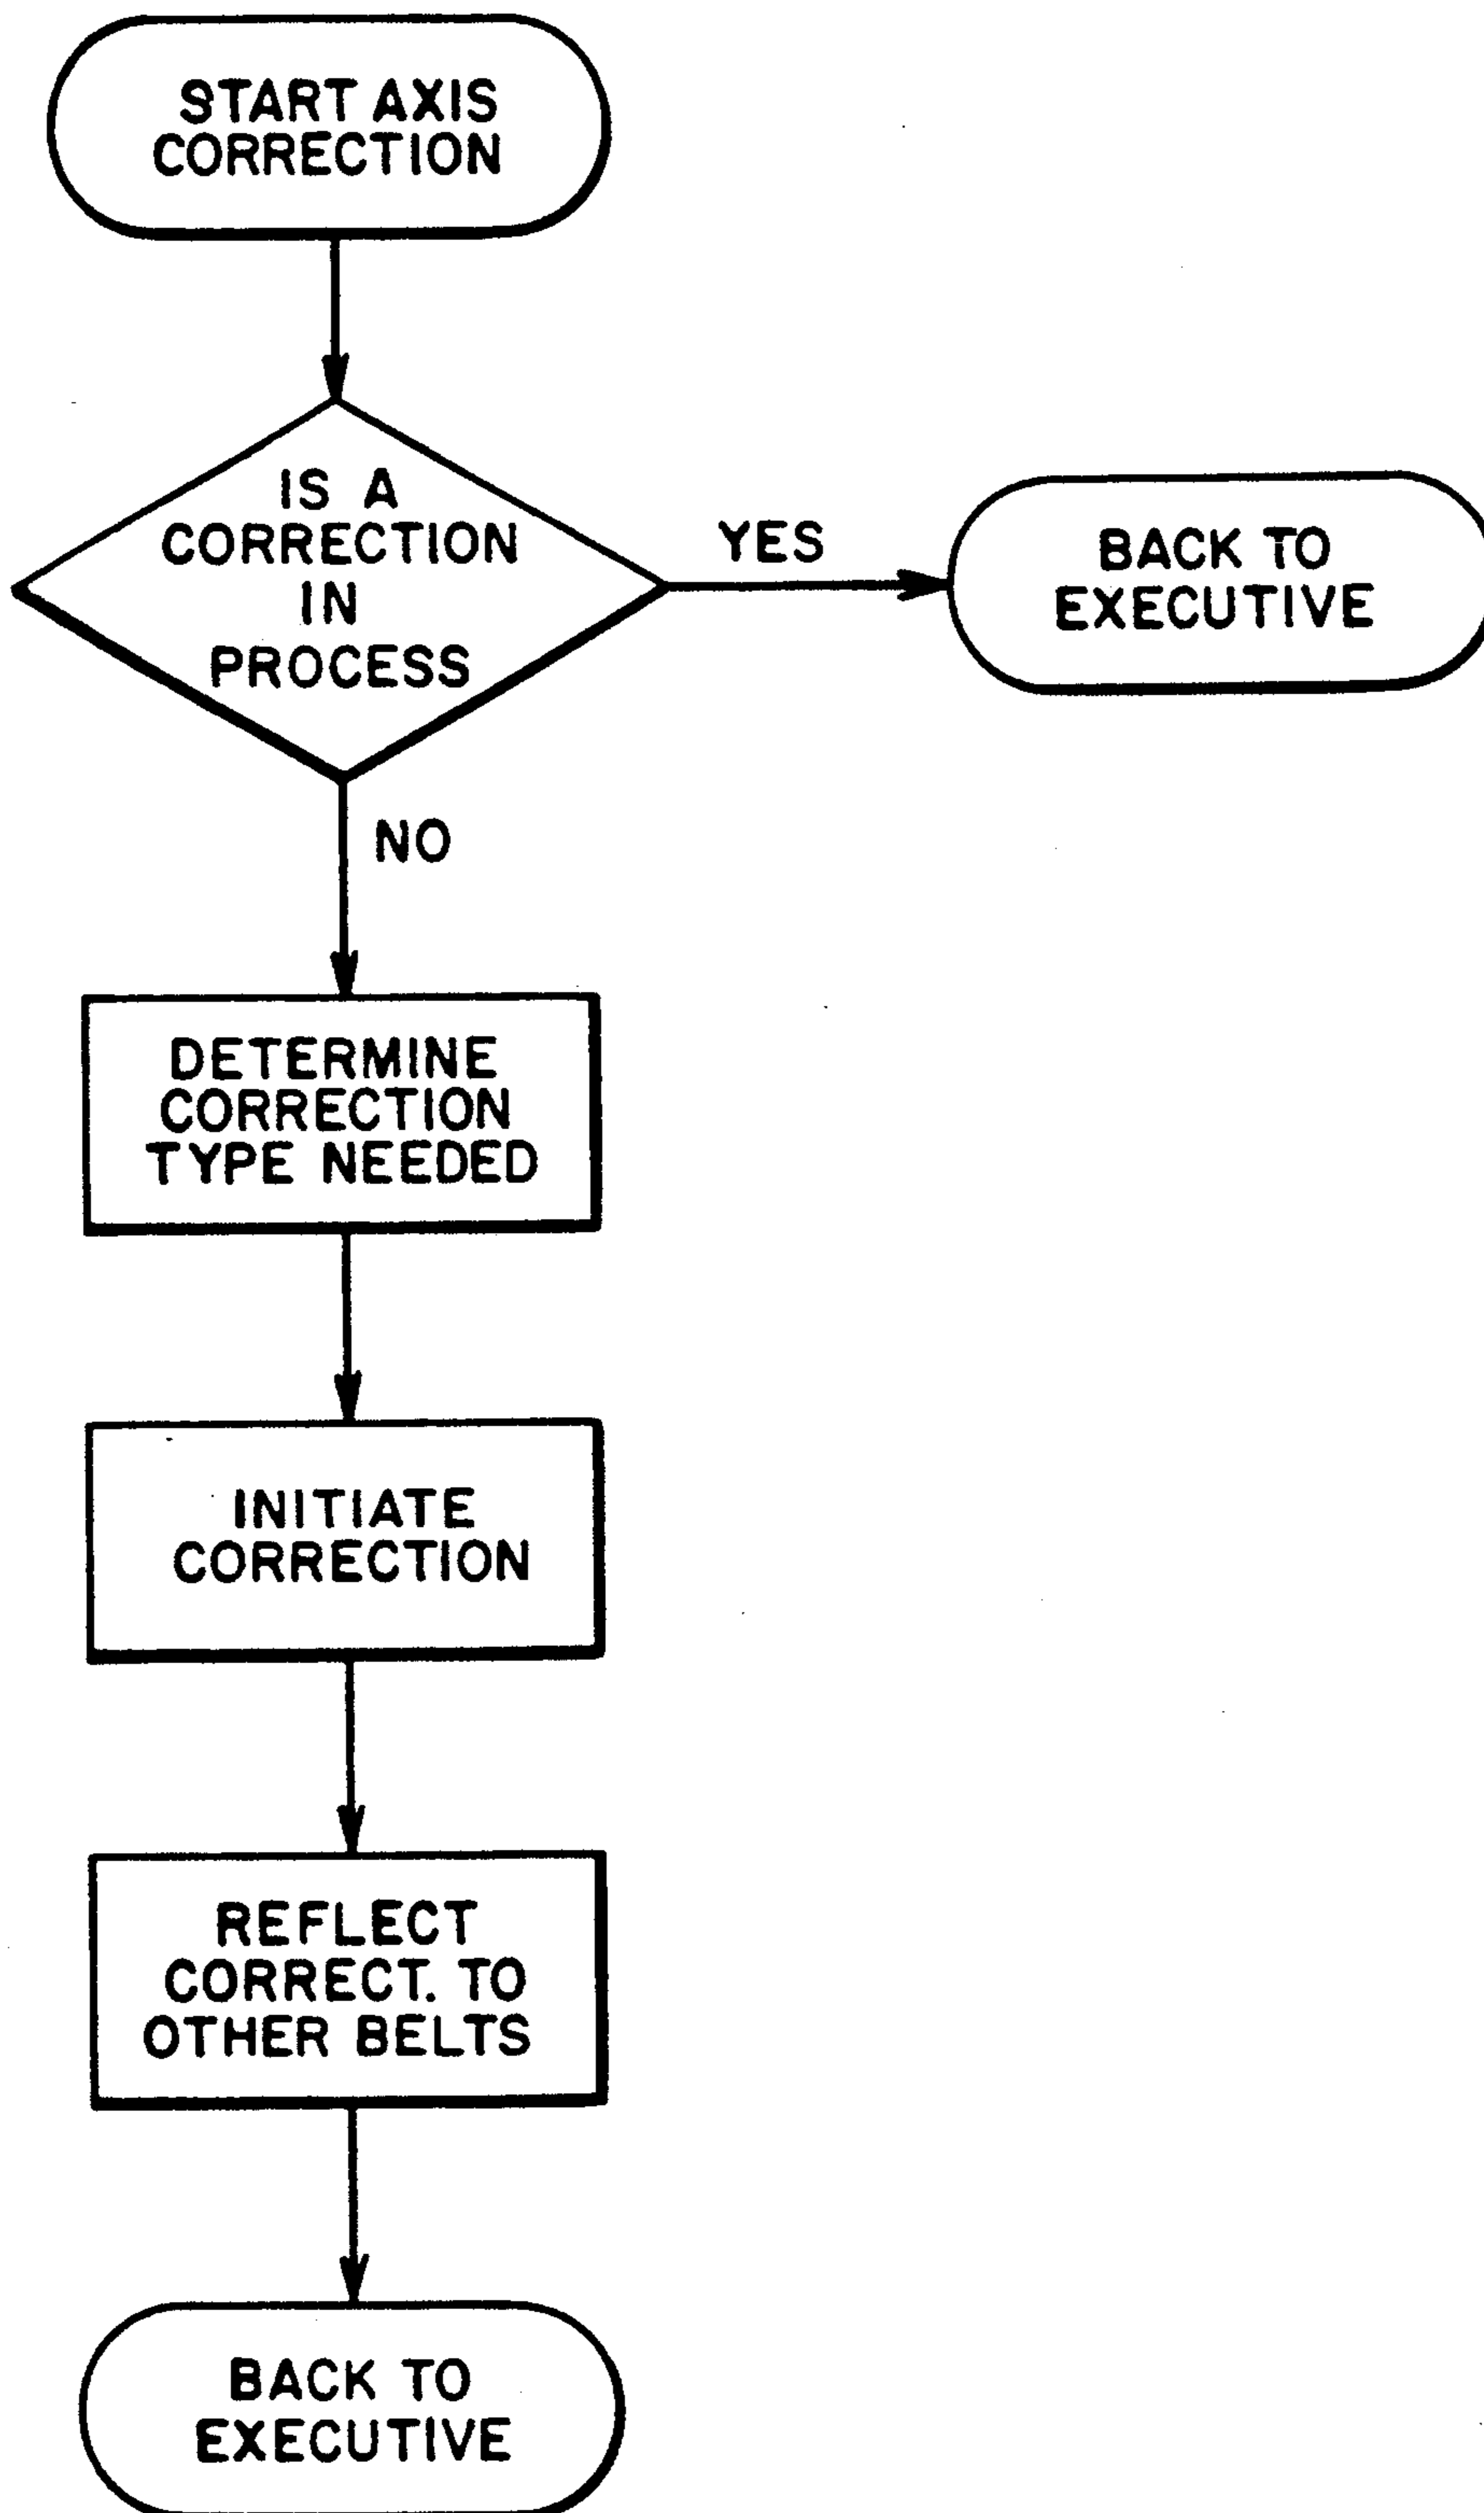 START AXIS
CORRECTION
IS A
CORRECTION
IN
PROCESS
YES
BACK TO
EXECUTIVE
NO
DETERMINE
CORRECTION
TYPE NEEDED
INITIATE
CORRECTION
REFLECT
CORRECT. TO
OTHER BELTS
BACK TO
EXECUTIVE